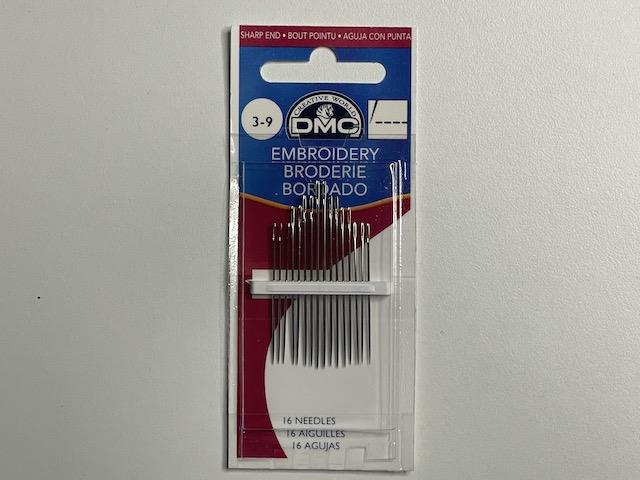 SHARP END • BOUT POINTU • AGUJA CON PUNTA
3-9
CREATIVE WORLD
DMC
EMBROIDERY
BRODERIE
BORDADO
16 NEEDLES
16 AIGUILLES
16 AGUJAS